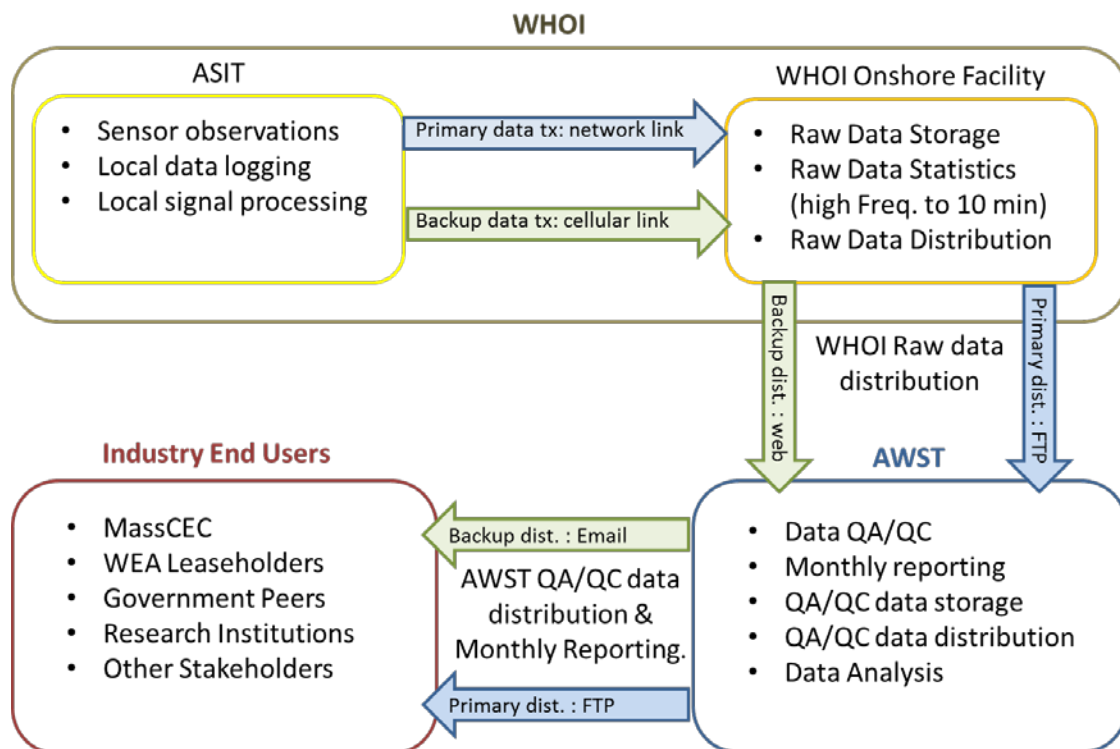 WHOI
ASIT
• Sensor observations
• Local data logging
• Local signal processing
Primary data tx: network link
Backup data tx: cellular link
WHOI Onshore Facility
• Raw Data Storage
• Raw Data Statistics
(high Freq. to 10 min)
• Raw Data Distribution
Backup dist. : web
WHOI Raw data
distribution
Primary dist. : FTP
AWST
• Data QA/QC
• Monthly reporting
• QA/QC data storage
• QA/QC data distribution
• Data Analysis
Backup dist. : Email
AWST QA/QC data
distribution &
Monthly Reporting.
Primary dist. : FTP
Industry End Users
• MassCEC
• WEA Leaseholders
• Government Peers
• Research Institutions
• Other Stakeholders